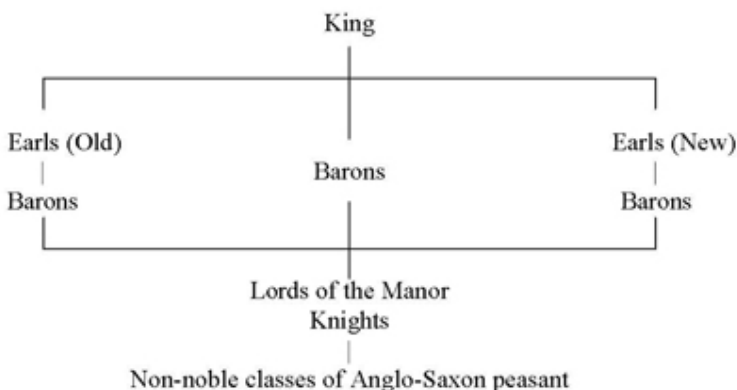 King
Earls (Old)
Barons
Earls (New)
Barons
Barons
Lords of the Manor
Knights
Non-noble classes of Anglo-Saxon peasant